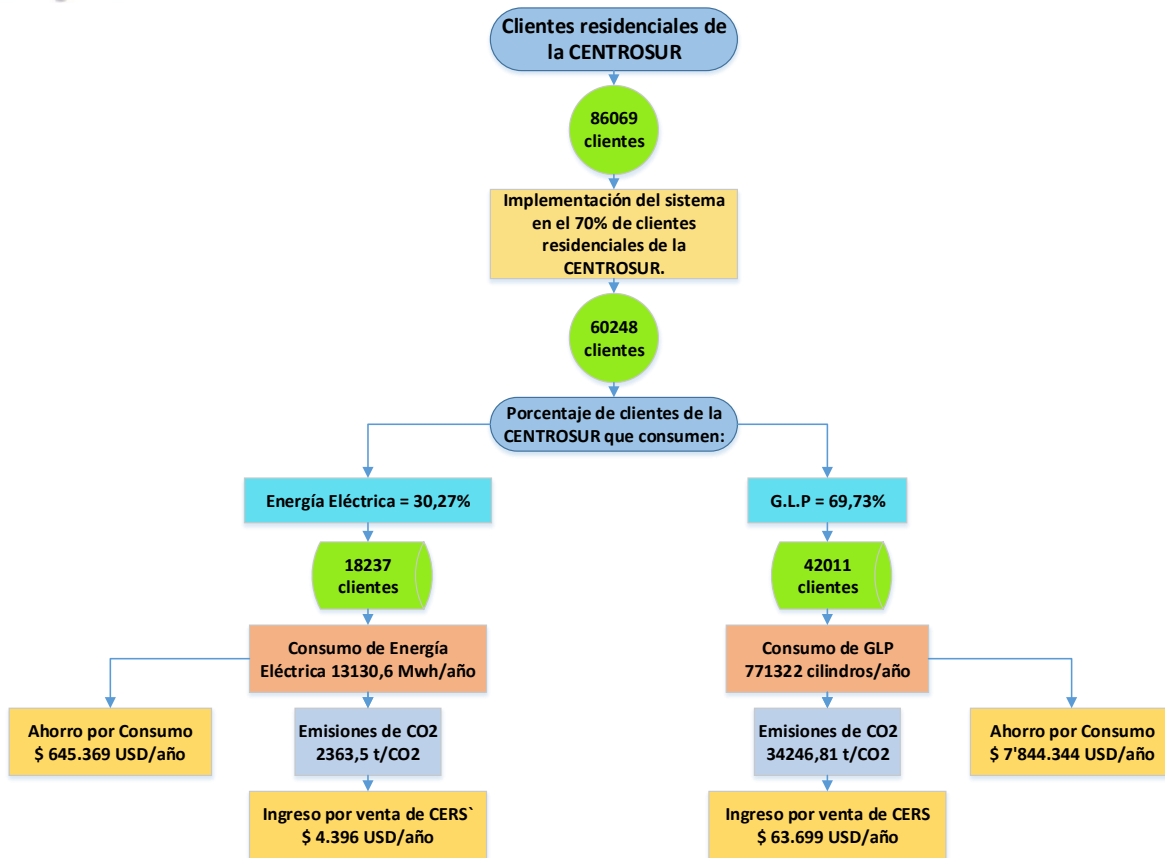 Clientes residenciales de
la CENTROSUR
86069
clientes
Implementación del sistema
en el 70% de clientes
residenciales de la
CENTROSUR.
60248
clientes
Porcentaje de clientes de la
CENTROSUR que consumen:
Energía Eléctrica = 30,27%
G.L.P = 69,73%
18237
clientes
42011
clientes
Consumo de Energía
Eléctrica 13130,6 Mwh/año
Consumo de GLP
771322 cilindros/año
Ahorro por Consumo
$ 645.369 USD/año
Emisiones de CO2
2363,5 t/CO2
Emisiones de CO2
34246,81 t/CO2
Ahorro por Consumo
$ 7'844.344 USD/año
Ingreso por venta de CERS`
$ 4.396 USD/año
Ingreso por venta de CERS
$ 63.699 USD/año